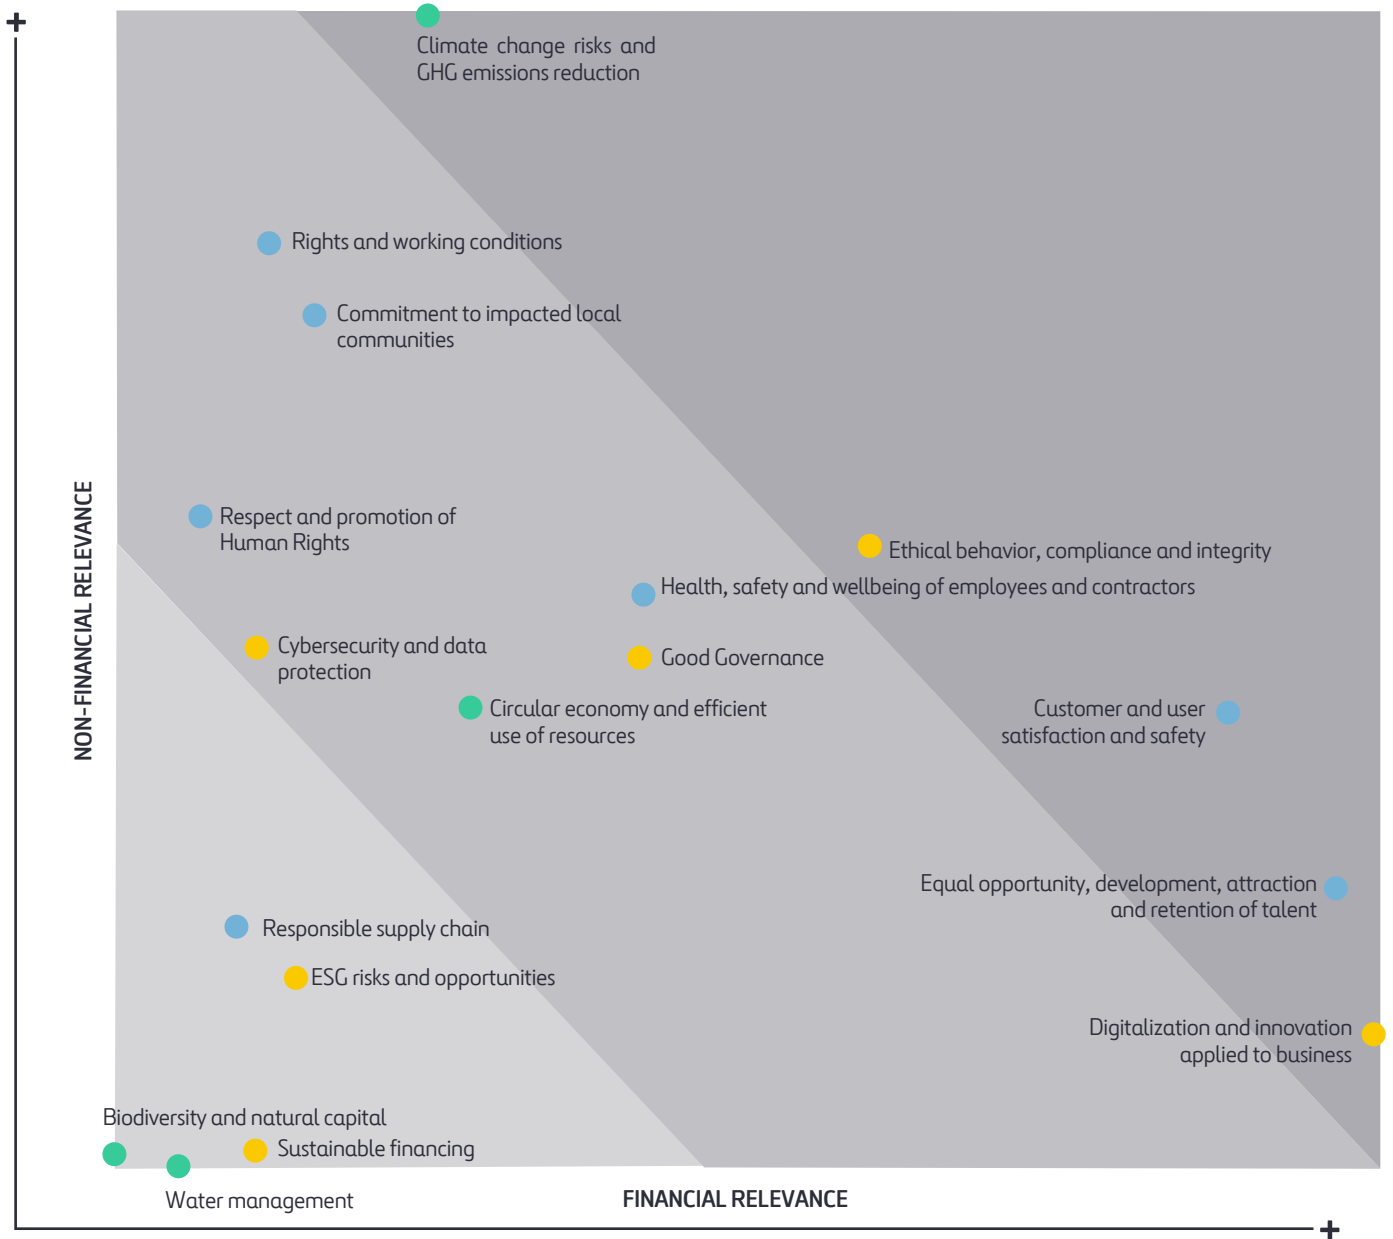 +
Climate change risks and
GHG emissions reduction
Rights and working conditions
Commitment to impacted local
communities
Respect and promotion of
Human Rights
Ethical behavior, compliance and integrity
Health, safety and wellbeing of employees and contractors
Cybersecurity and data
protection
Good Governance
Circular economy and efficient
use of resources
Customer and user
satisfaction and safety
NON-FINANCIAL RELEVANCE
Equal opportunity, development, attraction
and retention of talent
Responsible supply chain
ESG risks and opportunities
Digitalization and innovation
applied to business
Biodiversity and natural capital
Sustainable financing
Water management
FINANCIAL RELEVANCE
+